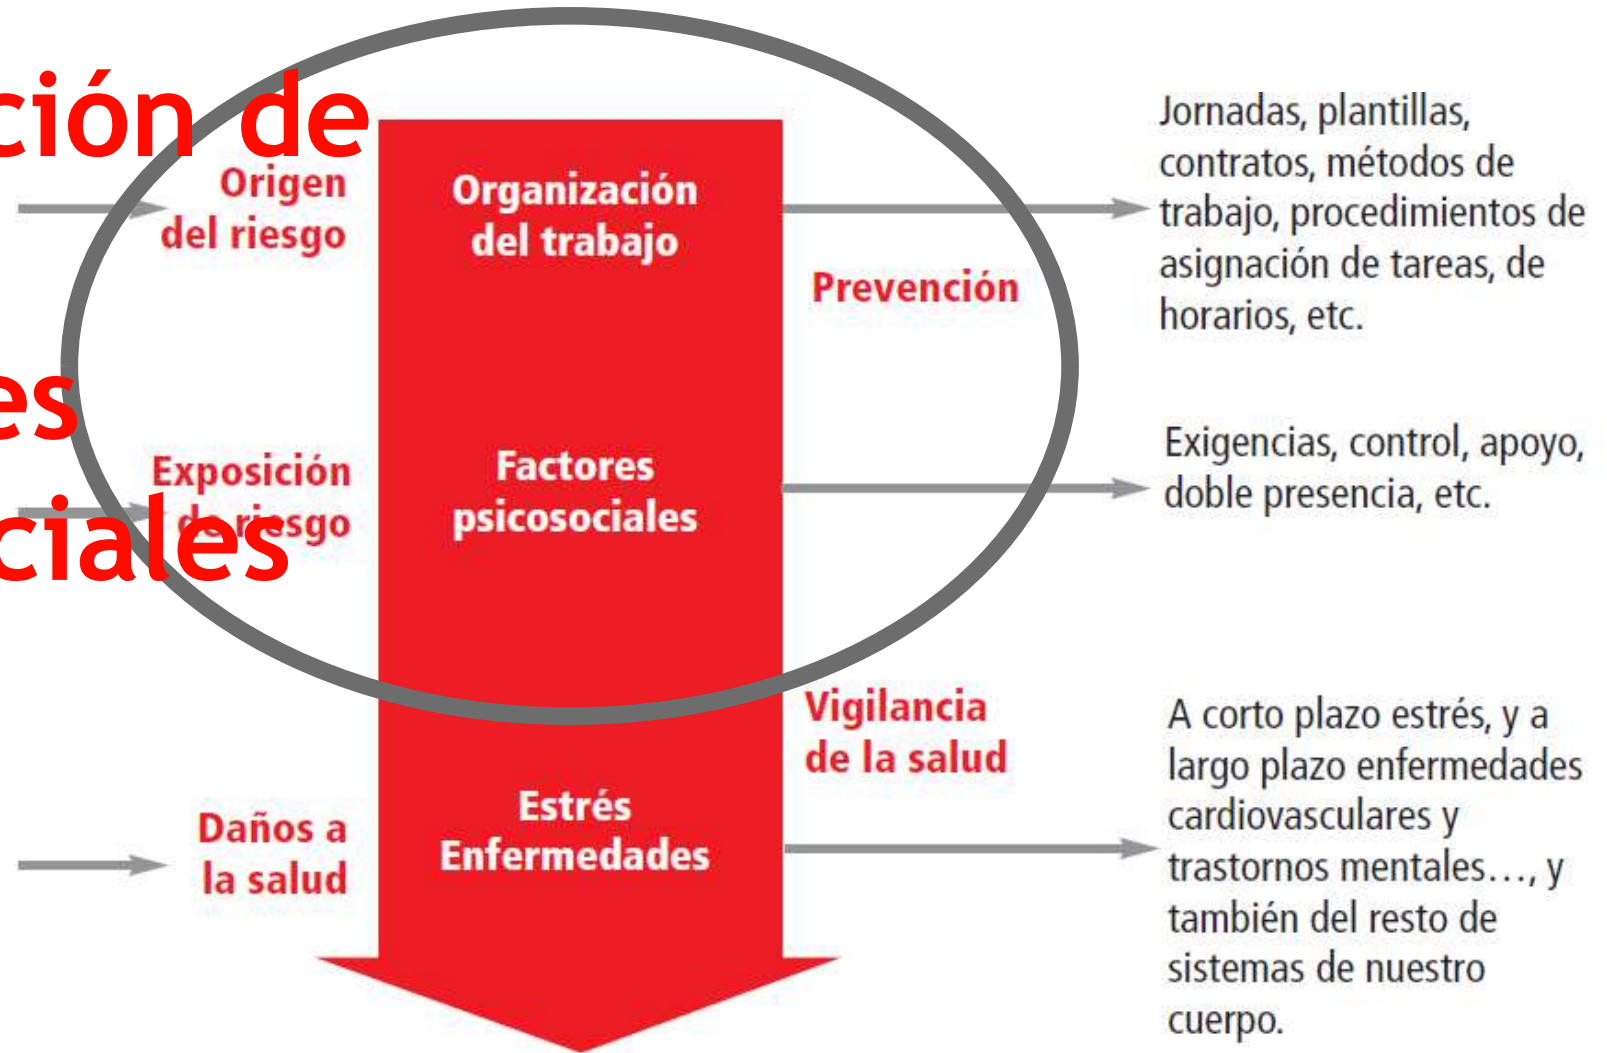 ción de
Origen
del riesgo
Organización
del trabajo
Prevención
Jornadas, plantillas,
contratos, métodos de
trabajo, procedimientos de
asignación de tareas, de
horarios, etc.
es
ciales
Exposición
de riesgo
Factores
psicosociales
Exigencias, control, apoyo,
doble presencia, etc.
Vigilancia
de la salud
Daños a
la salud
Estrés
Enfermedades
A corto plazo estrés, y a
largo plazo enfermedades
cardiovasculares y
trastornos mentales..., y
también del resto de
sistemas de nuestro
cuerpo.